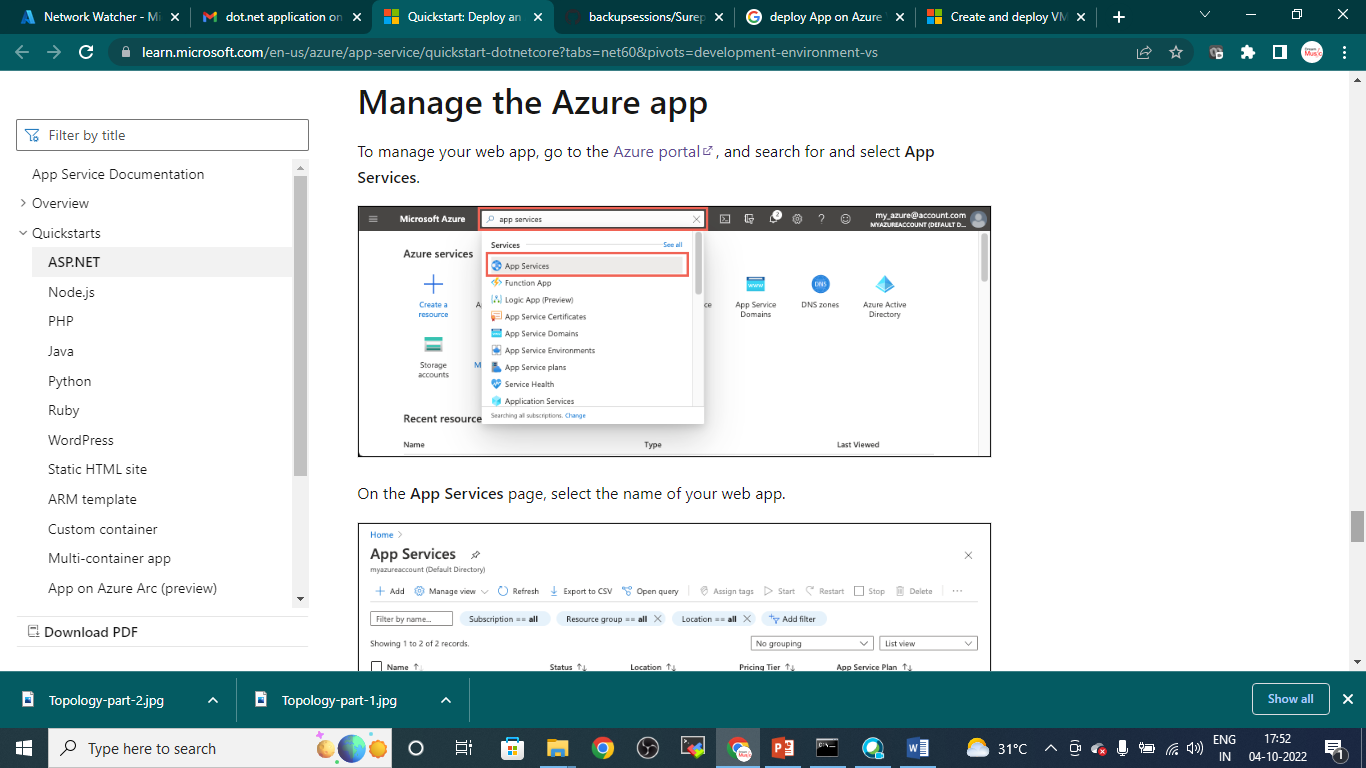 Network Watcher - Mi
dot.net application on
Quickstart: Deploy an
backupsessions/Surep
deploy App on Azure
Create and deploy VM
learn.microsoft.com/en-us/azure/app-service/quickstart-dotnetcore?tabs=net60&pivots=development-environment-vs
Filter by title
App Service Documentation
Overview
Quickstarts
ASP.NET
Node.js
PHP
Java
Python
Ruby
WordPress
Static HTML site
ARM template
Custom container
Multi-container app
App on Azure Arc (preview)
Download PDF
Manage the Azure app
To manage your web app, go to the Azure portal, and search for and select App
Services.
Microsoft Azure
app services
2
my_azure@account.com
MYAZUREACCOUNT (DEFAULT D...
Azure services
Services
See all
App Services
Function App
Logic App (Preview)
App Service Certificates
App Service Domains
App Service Environments
App Service plans
Service Health
Application Services
Searching all subscriptions. Change
Create a
resource
App Service
Domains
DNS
DNS zones
Azure Active
Directory
Storage
accounts
Recent resource
Name
Type
Last Viewed
On the App Services page, select the name of your web app.
Home
App Services
myazureaccount (Default Directory)
Add
Manage view
Refresh
Export to CSV
Open query
Assign tags
Start
Restart
Stop
Delete
...
Filter by name...
Subscription == all
Resource group == all
Location == all
Add filter
Showing 1 to 2 of 2 records.
No grouping
List view
Name
Status
Location
Pricing Tier
App Service Plan
Topology-part-2.jpg
Topology-part-1.jpg
Show all
Type here to search
31°C
ENG
IN
17:52
04-10-2022
1